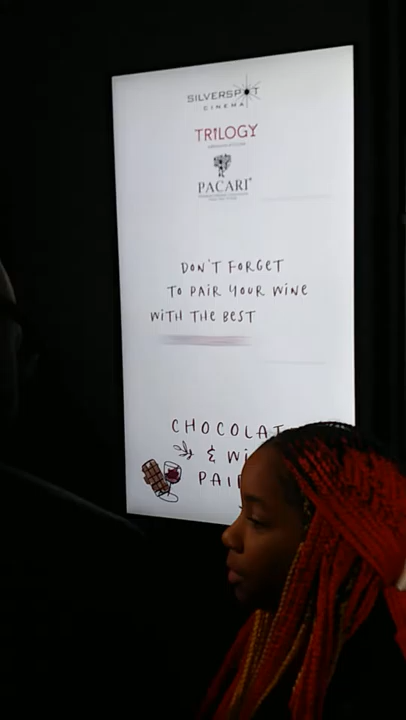 SILVERSPOT
CINEMA
TRILOGY
PACARI
DON'T FORGET
TO PAIR YOUR WINE
WITH THE BEST
CHOCOLAT
& WI
PAI